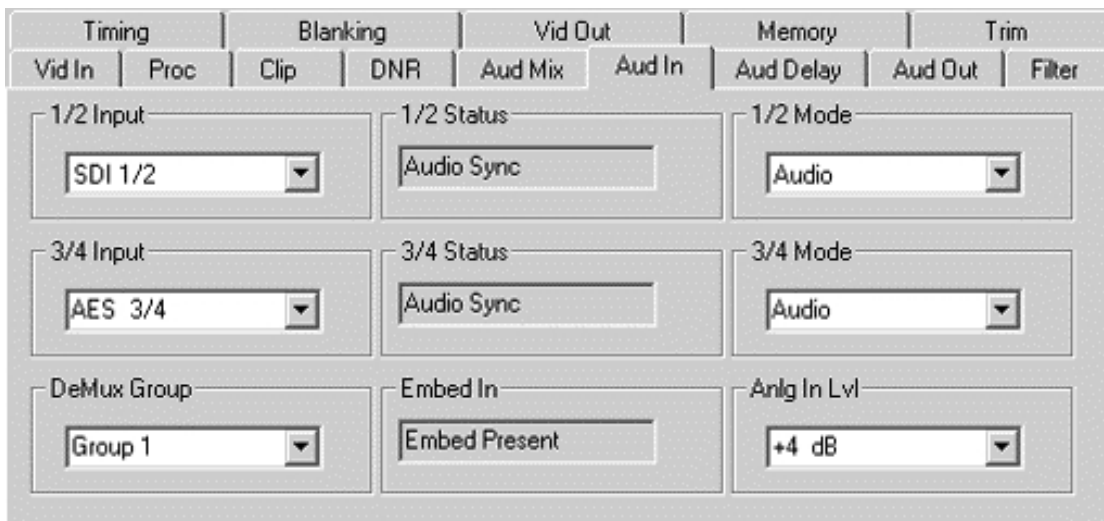 Timing Blanking Vid Out Memory Trim
Vid In Proc Clip DNR Aud Mix Aud In Aud Delay Aud Out Filter
1/2 Input 1/2 Status 1/2 Mode
SDI 1/2 Audio Sync Audio
3/4 Input 3/4 Status 3/4 Mode
AES 3/4 Audio Sync Audio
DeMux Group Embed In Anlg In Lvl
Group 1 Embed Present +4 dB